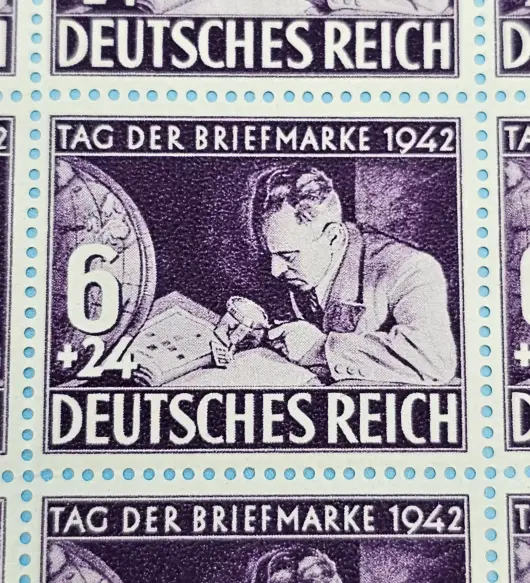 DEUTSCHES REICH
TAG DER BRIEFMARKE 1942
6
+24
DEUTSCHES REICH
TAG DER BRIEFMARKE 1942